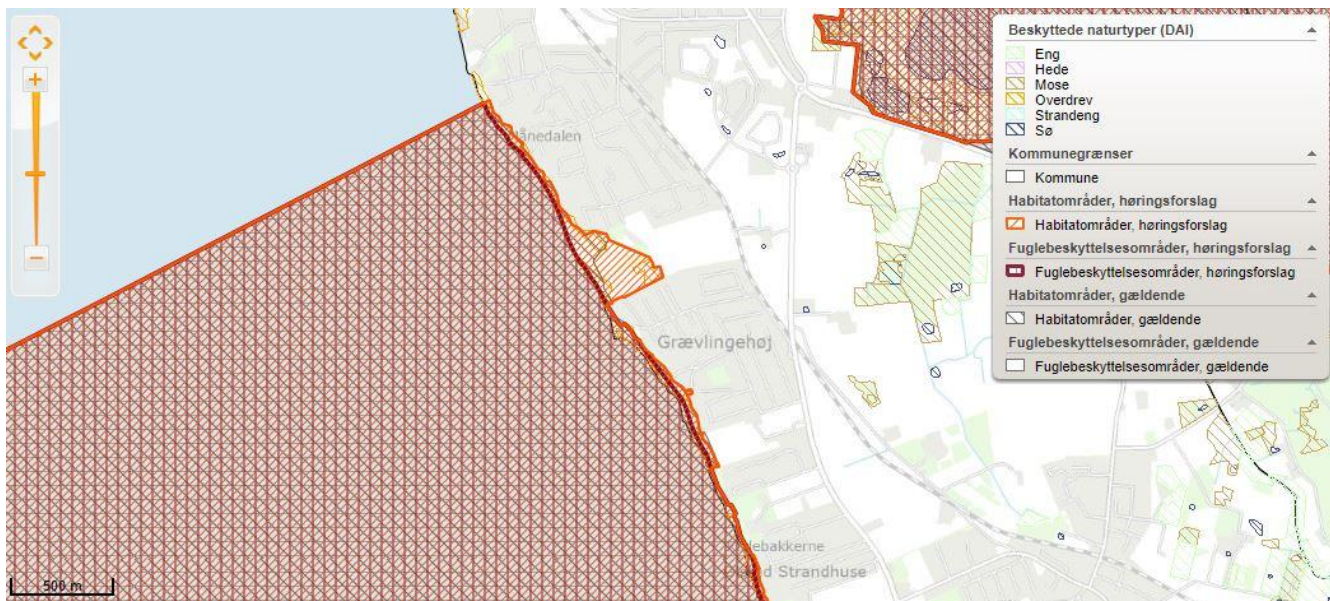 Beskyttede naturtyper (DAI)
Eng
Hede
Mose
Overdrev
Strandeng
Sø
Kommunegrænser
Kommune
Habitatområder, høringsforslag
Habitatområder, høringsforslag
Fuglebeskyttelsesområder, høringsforslag
Fuglebeskyttelsesområder, høringsforslag
Habitatområder, gældende
Habitatområder, gældende
Fuglebeskyttelsesområder, gældende
Fuglebeskyttelsesområder, gældende
Grævlingehøj
Strandhuse
500 m